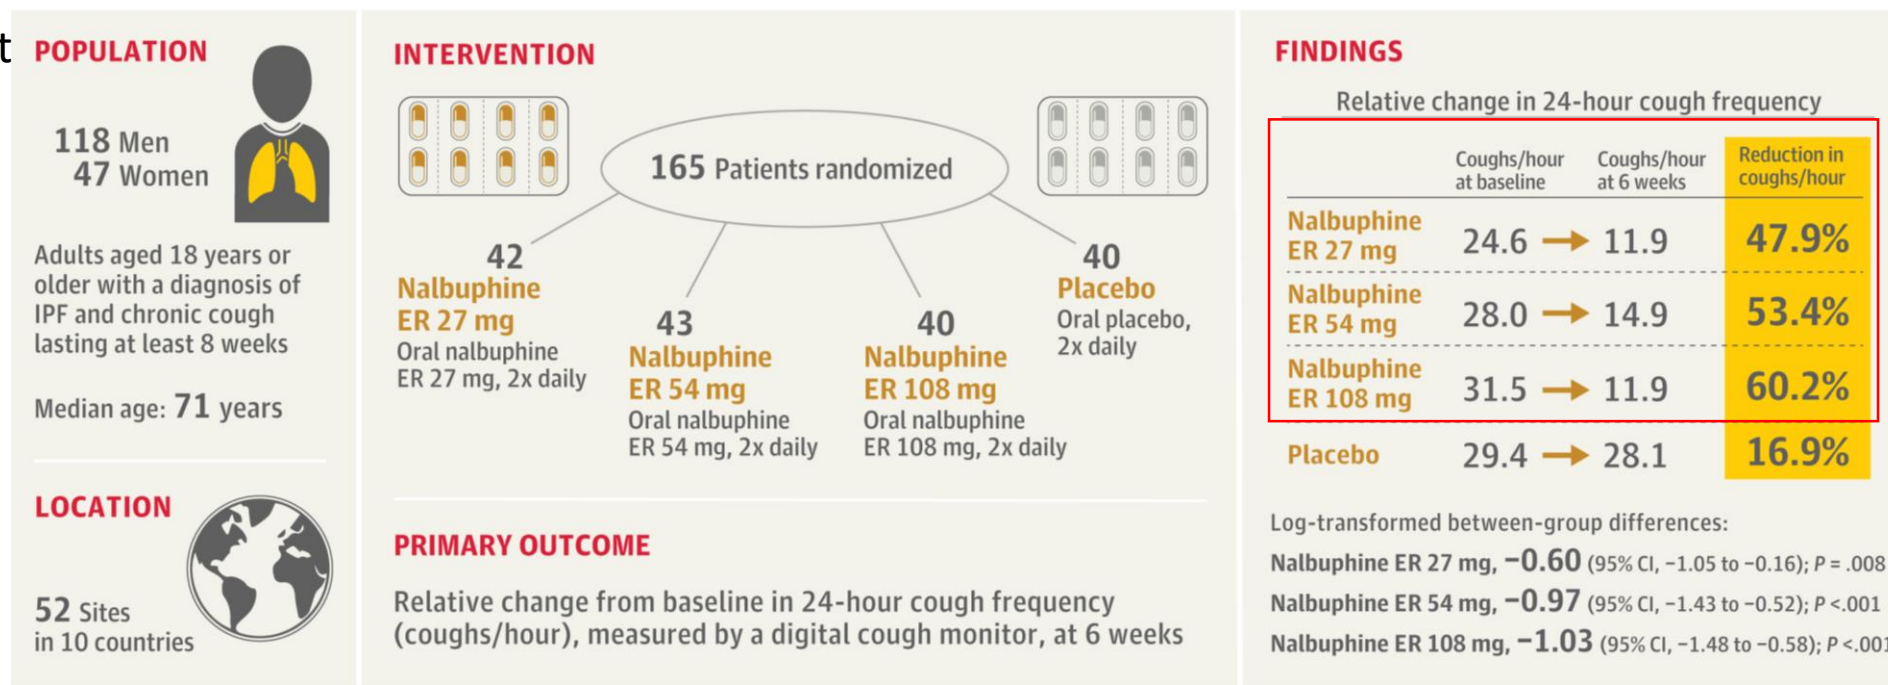 t
POPULATION
118 Men
47 Women
Adults aged 18 years or
older with a diagnosis of
IPF and chronic cough
lasting at least 8 weeks
Median age: 71 years
LOCATION
52 Sites
in 10 countries
INTERVENTION
165 Patients randomized
42
Nalbuphine
ER 27 mg
Oral nalbuphine
ER 27 mg, 2x daily
43
Nalbuphine
ER 54 mg
Oral nalbuphine
ER 54 mg, 2x daily
40
Nalbuphine
ER 108 mg
Oral nalbuphine
ER 108 mg, 2x daily
40
Placebo
Oral placebo,
2x daily
PRIMARY OUTCOME
Relative change from baseline in 24-hour cough frequency
(coughs/hour), measured by a digital cough monitor, at 6 weeks
FINDINGS
Relative change in 24-hour cough frequency
Coughs/hour Coughs/hour Reduction in
at baseline at 6 weeks coughs/hour
Nalbuphine
ER 27 mg 24.6 → 11.9 47.9%
Nalbuphine
ER 54 mg 28.0 → 14.9 53.4%
Nalbuphine
ER 108 mg 31.5 → 11.9 60.2%
Placebo 29.4 → 28.1 16.9%
Log-transformed between-group differences:
Nalbuphine ER 27 mg, −0.60 (95% CI, −1.05 to −0.16); P = .008
Nalbuphine ER 54 mg, −0.97 (95% CI, −1.43 to −0.52); P <.001
Nalbuphine ER 108 mg, −1.03 (95% CI, −1.48 to −0.58); P <.001